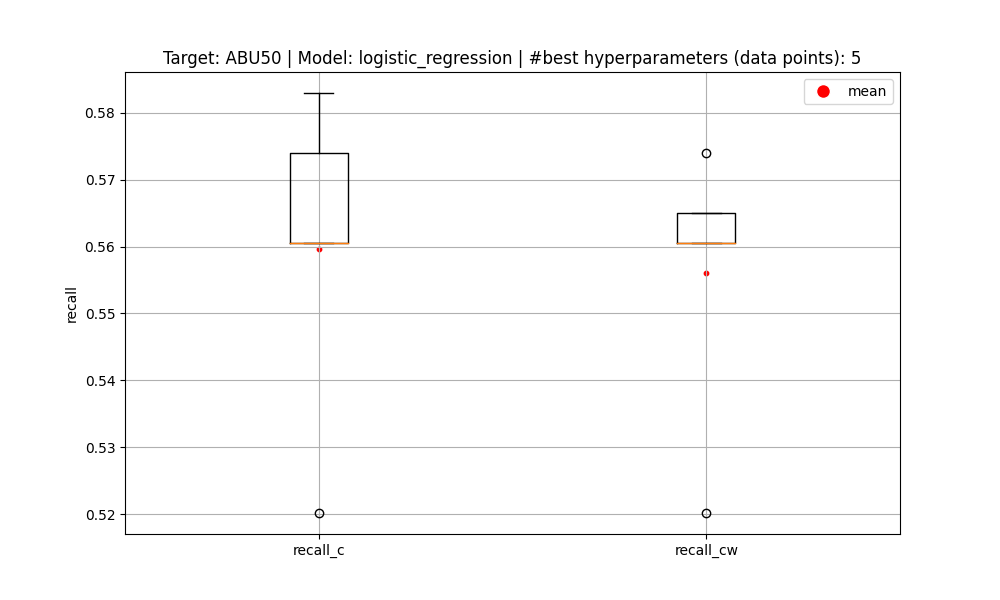 Target: ABU50 | Model: logistic_regression | #best hyperparameters (data points): 5
mean
0.58
0.57
0.56
0.55
0.54
0.53
0.52
recall
recall_c
recall_cw